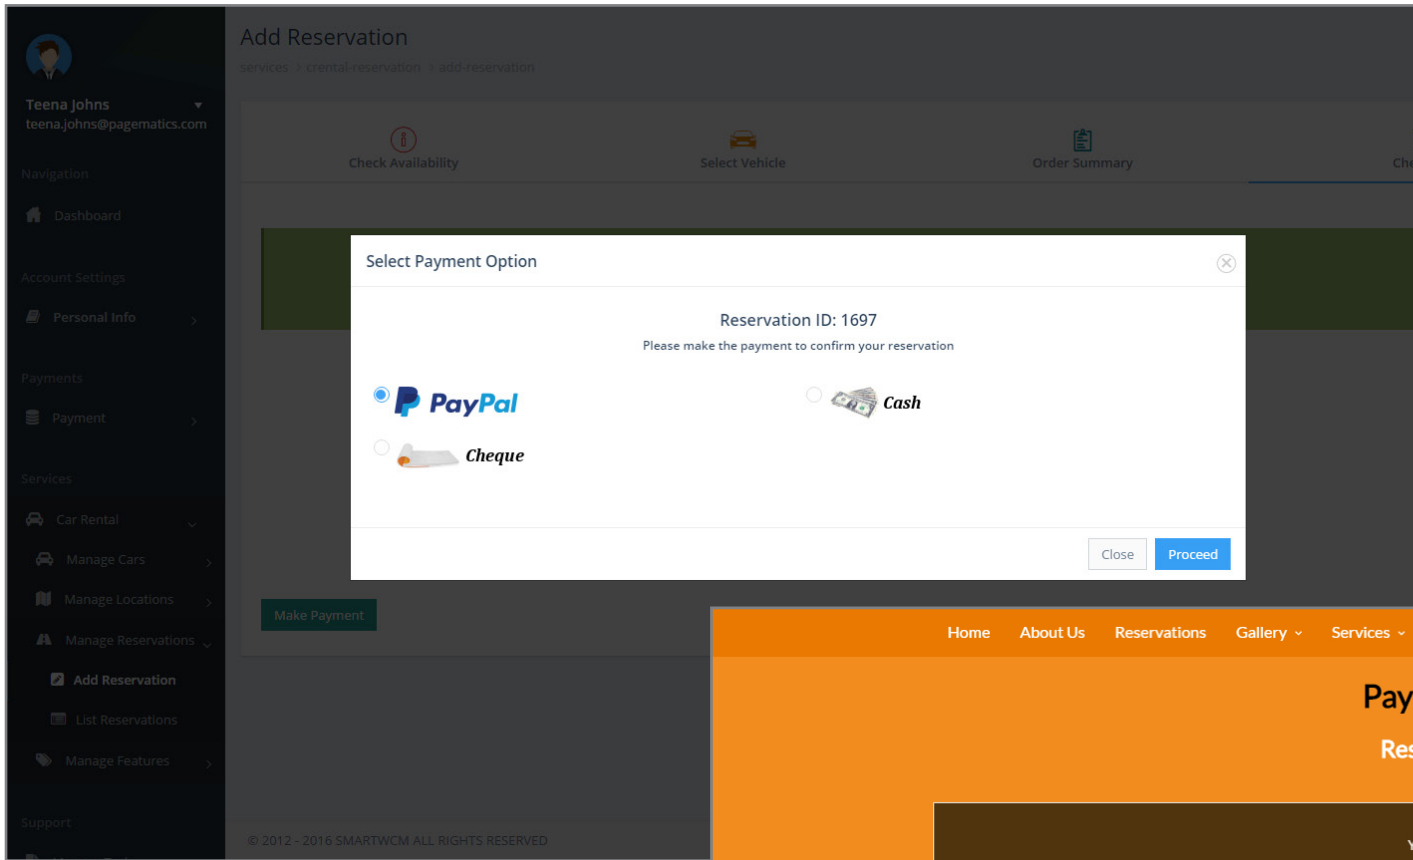 Add Reservation
services > crental-reservation > add-reservation
Teena Johns
teena.johns@pagematics.com
Navigation
Dashboard
Account Settings
Personal Info
Payments
Payment
Services
Car Rental
Manage Cars
Manage Locations
Manage Reservations
Add Reservation
List Reservations
Manage Features
Support
Check Availability
Select Vehicle
Order Summary
Select Payment Option
Reservation ID: 1697
Please make the payment to confirm your reservation
PayPal
Cash
Cheque
Close
Proceed
Make Payment
© 2012 - 2016 SMARTWCM ALL RIGHTS RESERVED
Home About Us Reservations Gallery Services
Pay
Res